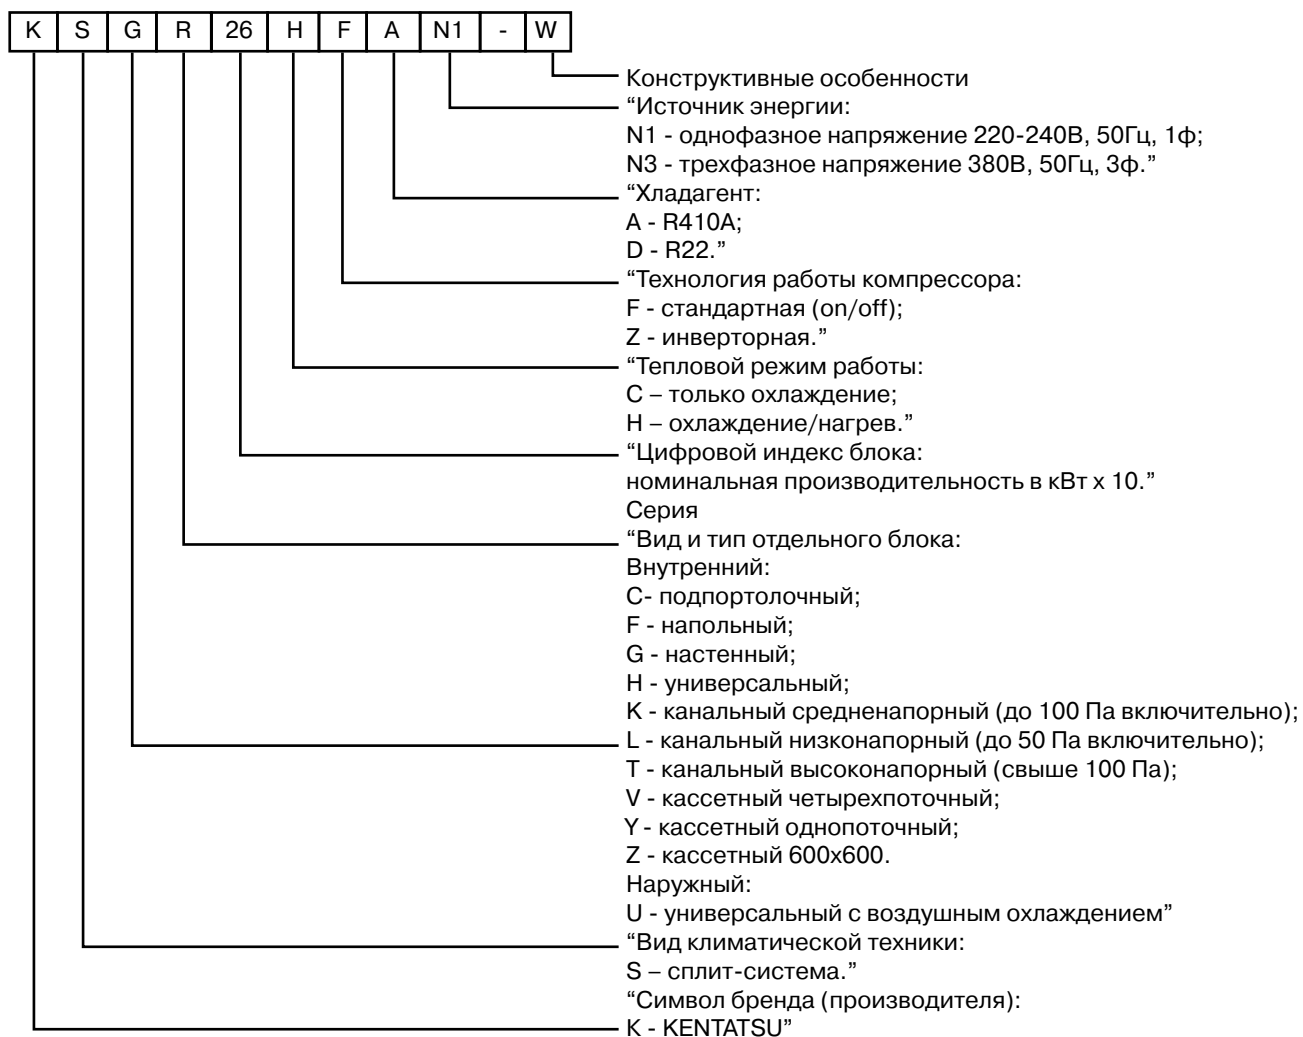 K S G R 26 H F A N1 - W
Конструктивные особенности
“Источник энергии:
N1 - однофазное напряжение 220-240В, 50Гц, 1ф;
N3 - трехфазное напряжение 380В, 50Гц, 3ф.”
“Хладагент:
A - R410A;
D - R22.”
“Технология работы компрессора:
F - стандартная (on/off);
Z - инверторная.”
“Тепловой режим работы:
C – только охлаждение;
H – охлаждение/нагрев.”
“Цифровой индекс блока:
номинальная производительность в кВт х 10.”
Серия
“Вид и тип отдельного блока:
Внутренний:
C- подпортолочный;
F - напольный;
G - настенный;
H - универсальный;
K - канальный средненапорный (до 100 Па включительно);
L - канальный низконапорный (до 50 Па включительно);
T - канальный высоконапорный (свыше 100 Па);
V - кассетный четырехпоточный;
Y - кассетный однопоточный;
Z - кассетный 600х600.
Наружный:
U - универсальный с воздушным охлаждением”
“Вид климатической техники:
S – сплит-система.”
“Символ бренда (производителя):
K - KENTATSU”